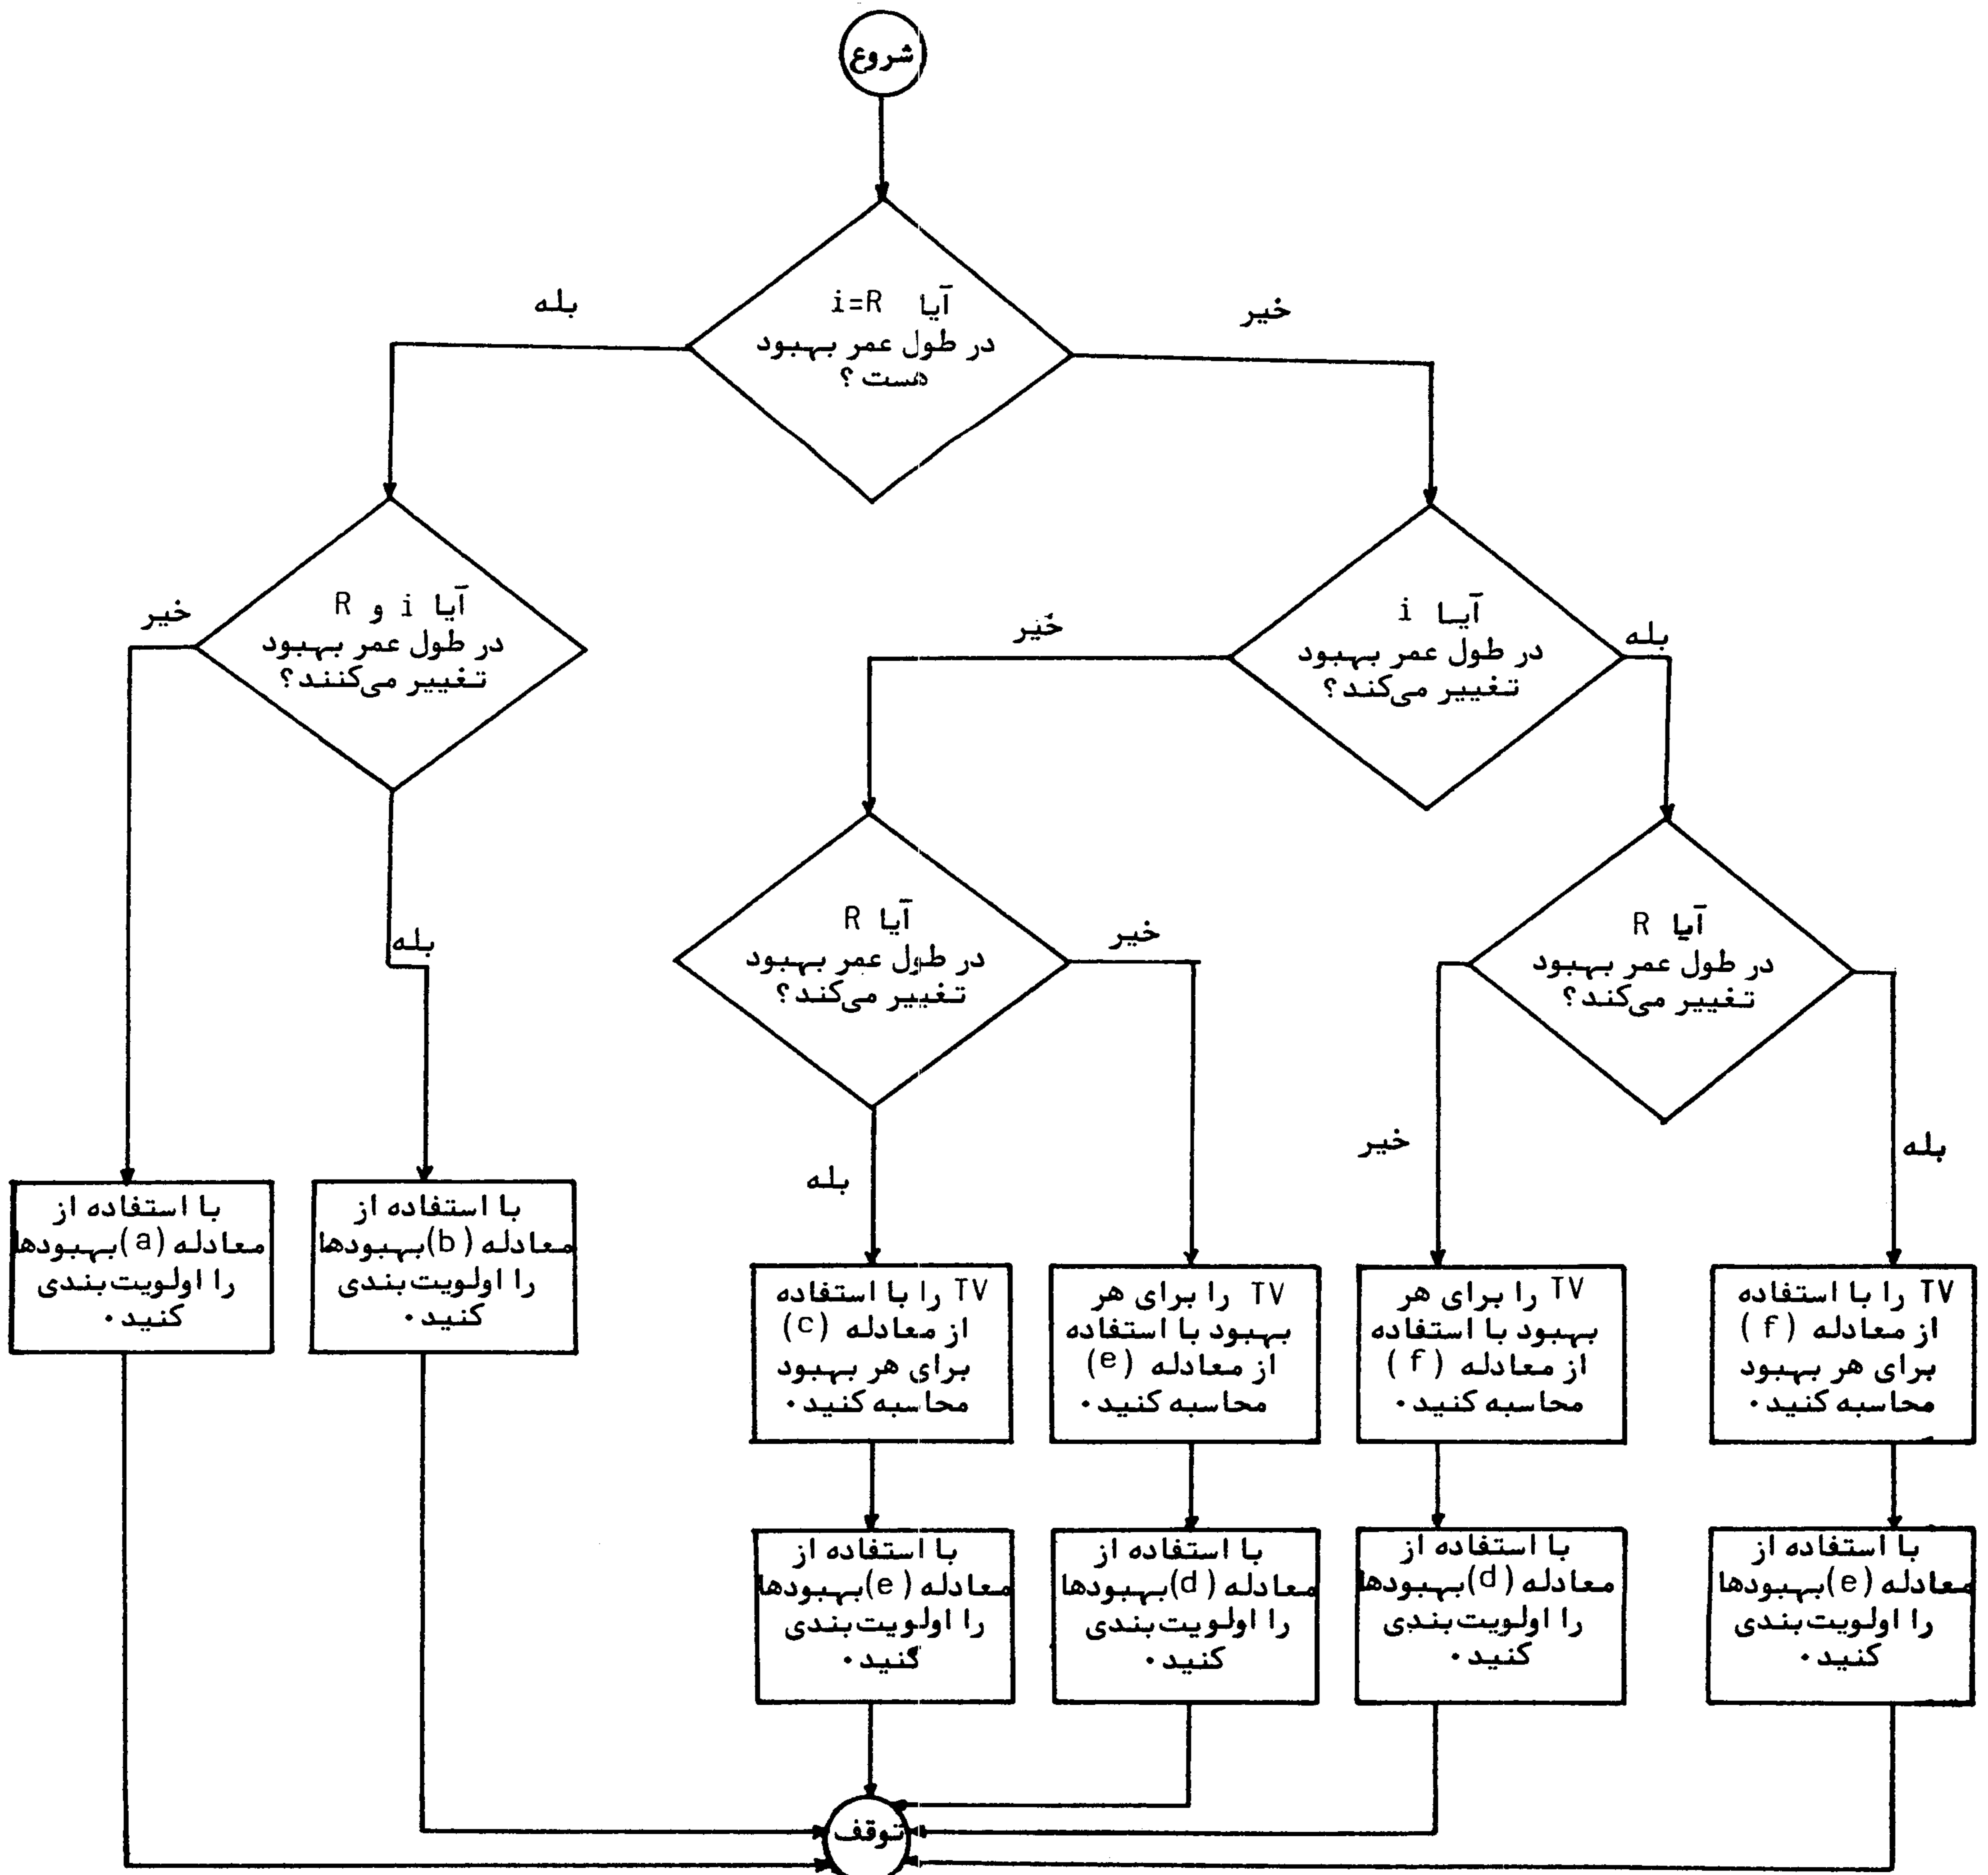 شروع
آیا i=R
در طول عمر بهبود
هست ؟
بله
خیر
آیا i و R
در طول عمر بهبود
تغییر می‌کنند؟
خیر
بله
آیا i
در طول عمر بهبود
تغییر می‌کند؟
خیر
بله
آیا R
در طول عمر بهبود
تغییر می‌کند؟
خیر
بله
آیا R
در طول عمر بهبود
تغییر می‌کند؟
خیر
بله
با استفاده از
معادله (a) بهبودها
را اولویت‌بندی
کنید.
با استفاده از
معادله (b) بهبودها
را اولویت‌بندی
کنید.
TV را با استفاده
از معادله (c)
برای هر بهبود
محاسبه کنید.
TV را برای هر
بهبود با استفاده
از معادله (e)
محاسبه کنید.
TV را برای هر
بهبود با استفاده
از معادله (f)
محاسبه کنید.
TV را با استفاده
از معادله (f)
برای هر بهبود
محاسبه کنید.
با استفاده از
معادله (e) بهبودها
را اولویت‌بندی
کنید.
با استفاده از
معادله (d) بهبودها
را اولویت‌بندی
کنید.
با استفاده از
معادله (d) بهبودها
را اولویت‌بندی
کنید.
با استفاده از
معادله (e) بهبودها
را اولویت‌بندی
کنید.
توقف